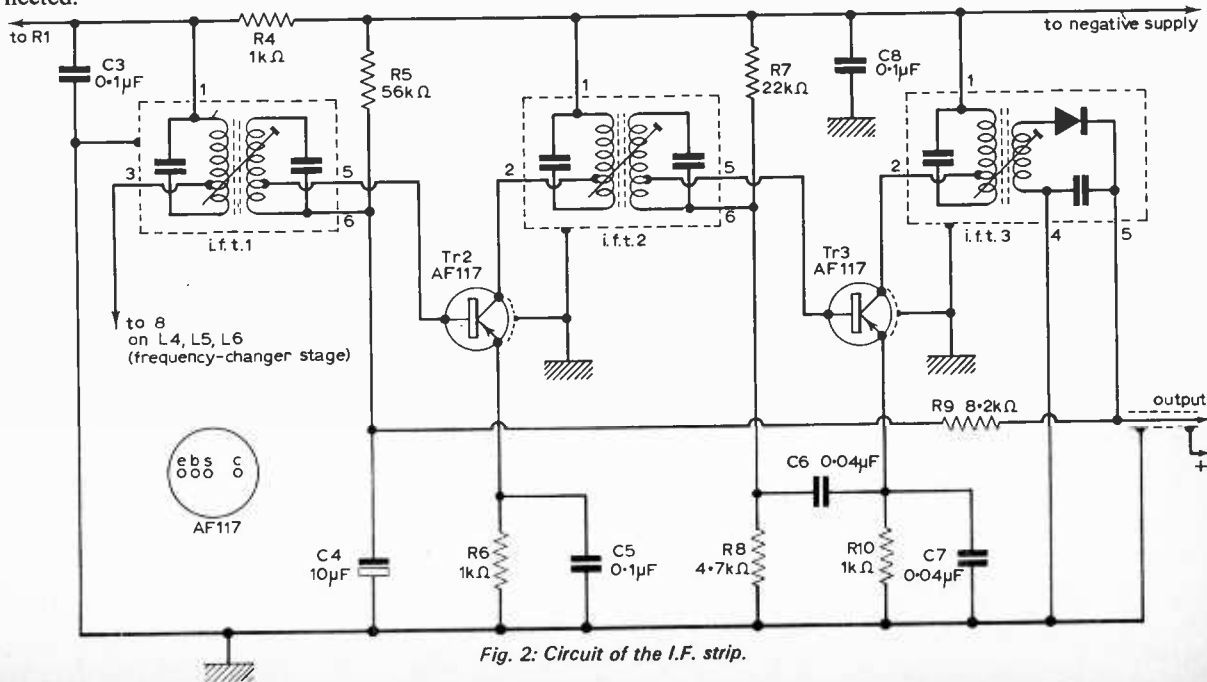 nected.
to R1
to negative supply
R4
1kΩ
C3
0·1µF
R5
56kΩ
R7
22kΩ
C8
0·1µF
1
1
1
3
5
6
i.f.t.1
2
5
6
i.f.t.2
2
4
5
i.f.t.3
Tr2
AF117
Tr3
AF117
to 8
on L4, L5, L6
(frequency-changer stage)
R9 8·2kΩ
output
+
e b s c
AF117
C6 0·04µF
C4
10µF
R6
1kΩ
C5
0·1µF
R8
4·7kΩ
R10
1kΩ
C7
0·04µF
Fig. 2: Circuit of the I.F. strip.